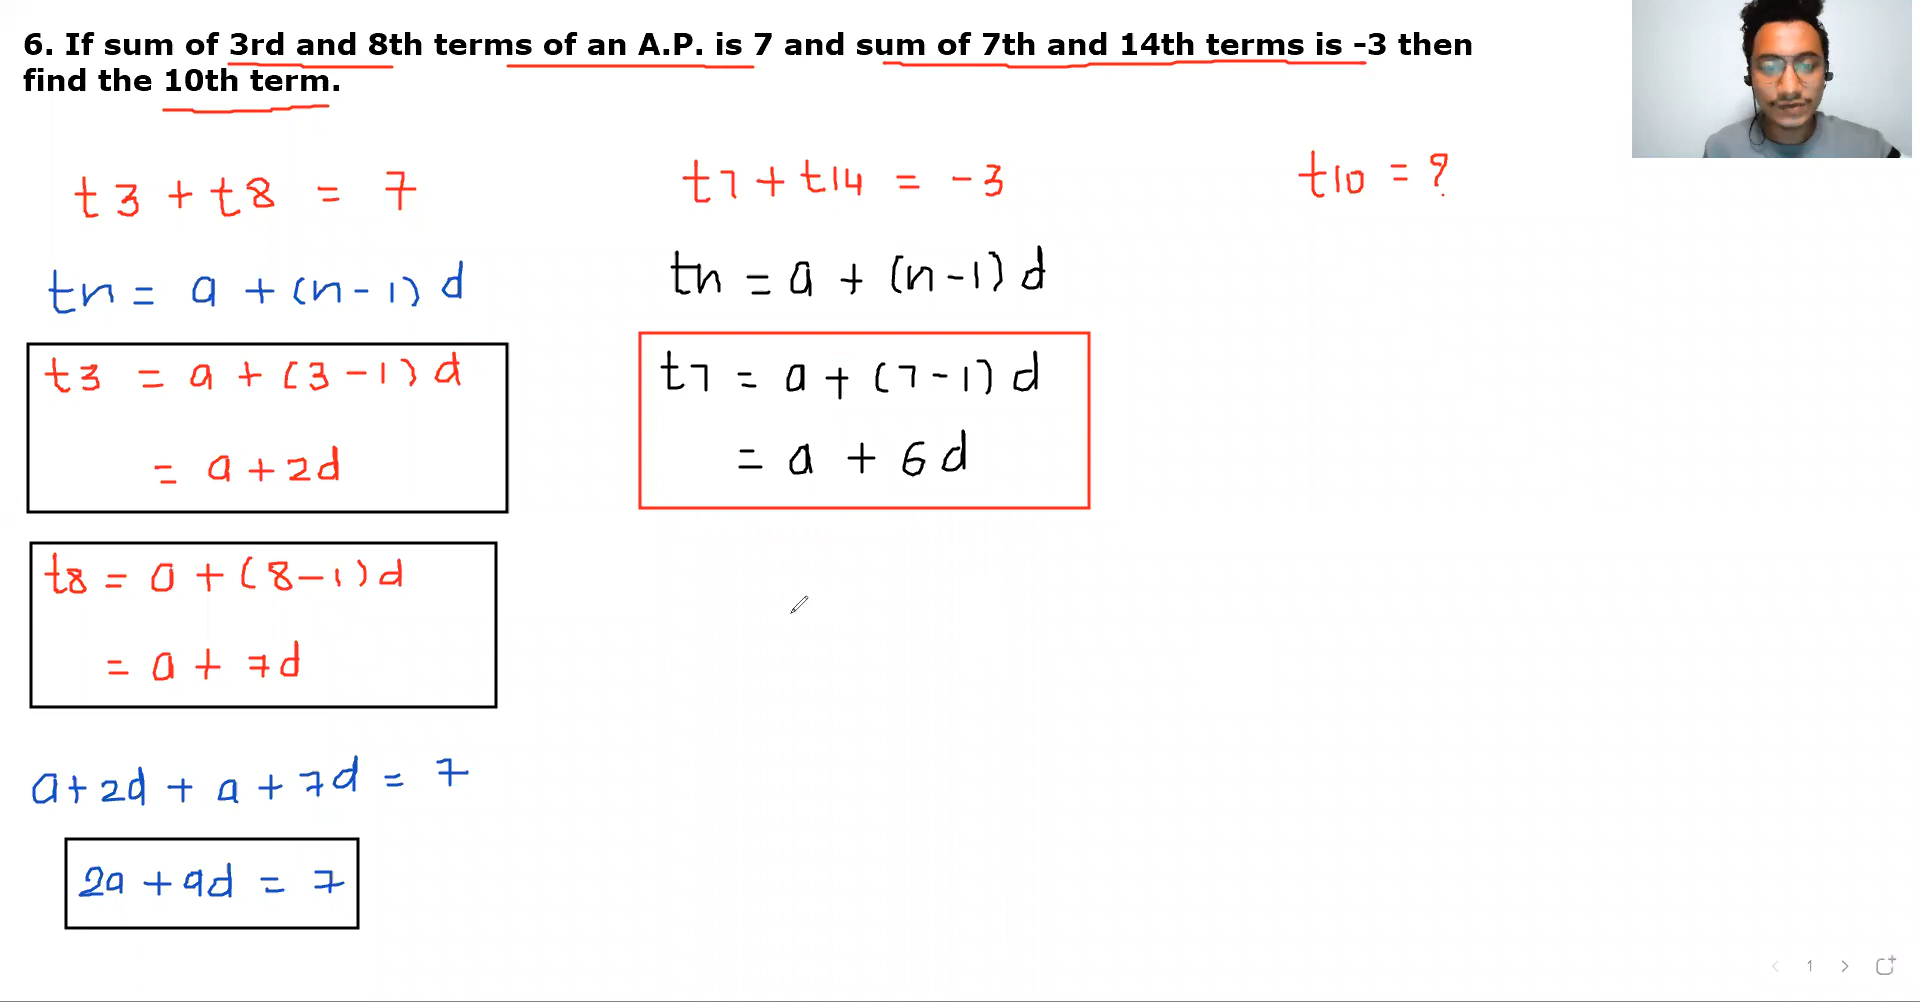 6. If sum of 3rd and 8th terms of an A.P. is 7 and sum of 7th and 14th terms is -3 then
find the 10th term.
t3 + t8 = 7
tn = a + (n-1) d
t3 = a + (3-1) d
= a + 2d
t8 = a + (8-1) d
= a + 7d
a + 2d + a + 7d = 7
2a + 9d = 7
t7 + t14 = -3
tn = a + (n-1) d
t7 = a + (7-1) d
= a + 6d
t10 = ?
1